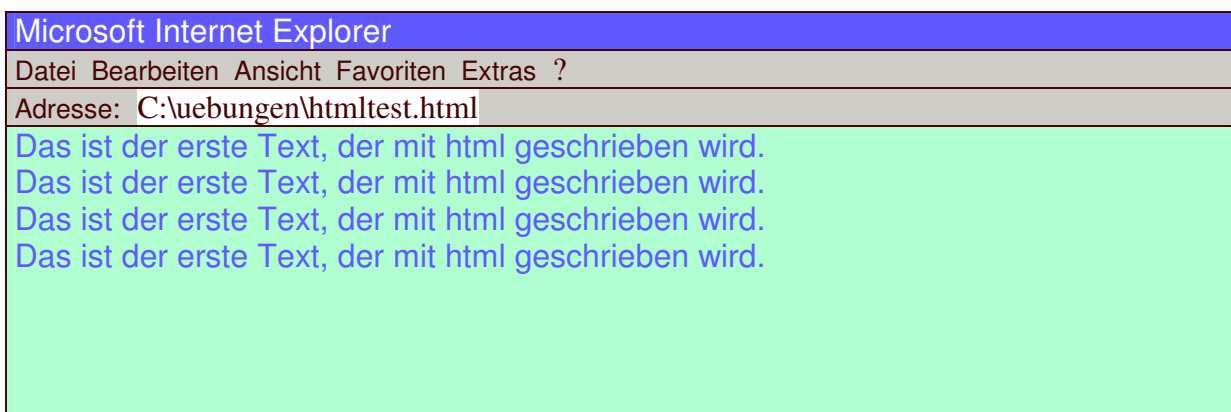 Microsoft Internet Explorer
Datei Bearbeiten Ansicht Favoriten Extras ?
Adresse: C:\uebungen\htmltest.html
Das ist der erste Text, der mit html geschrieben wird.
Das ist der erste Text, der mit html geschrieben wird.
Das ist der erste Text, der mit html geschrieben wird.
Das ist der erste Text, der mit html geschrieben wird.